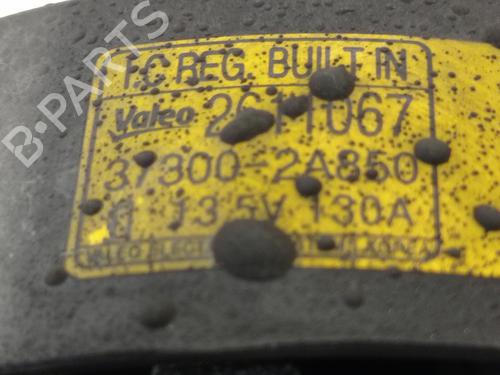 I.C REG. BUILT IN
Valeo 2611067
37300-2A850
13.5V 130A
B-PARTS